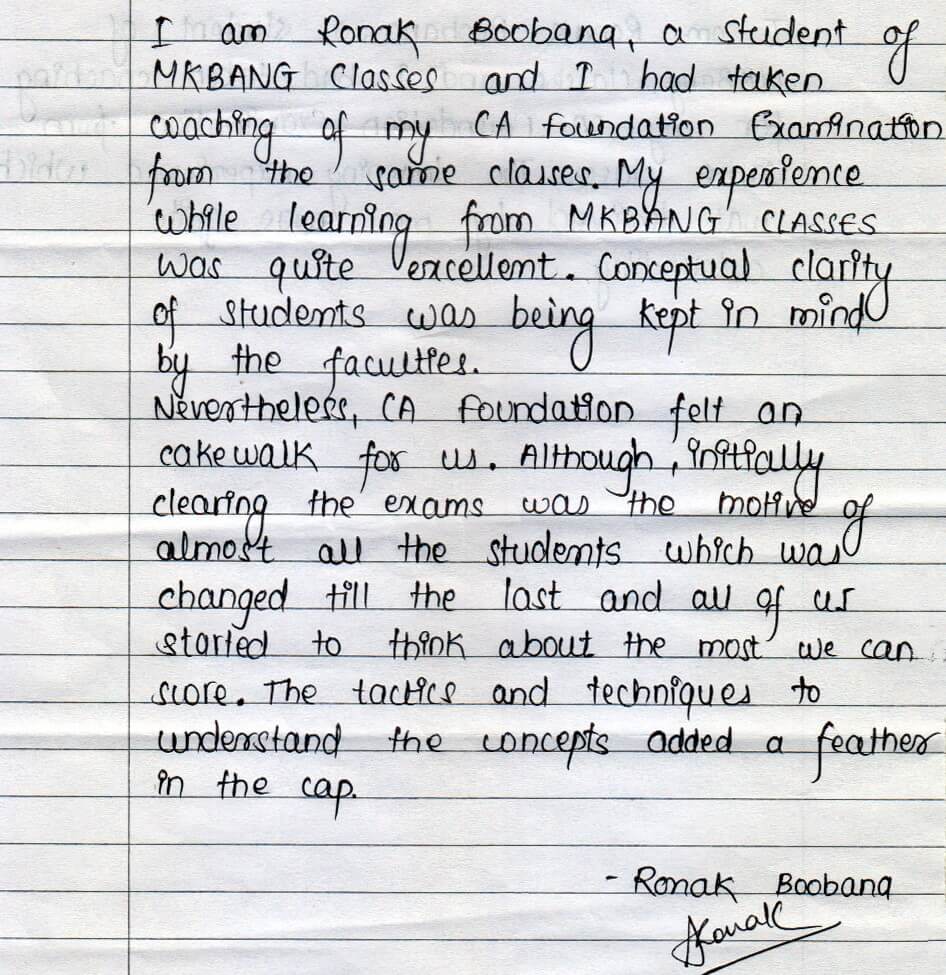 I am Ronak Boobana, a student of
MKBANG Classes and I had taken
coaching of my CA foundation Examination
from the same classes. My experience
while learning from MKBANG CLASSES
was quite excellent. Conceptual clarity
of students was being kept in mind
by the faculties.
Nevertheless, CA foundation felt an
cakewalk for us. Although, initially
clearing the exams was the motive of
almost all the students which was
changed till the last and all of us
started to think about the most we can
score. The tactics and techniques to
understand the concepts added a feather
in the cap.
- Ronak Boobana
Ronak